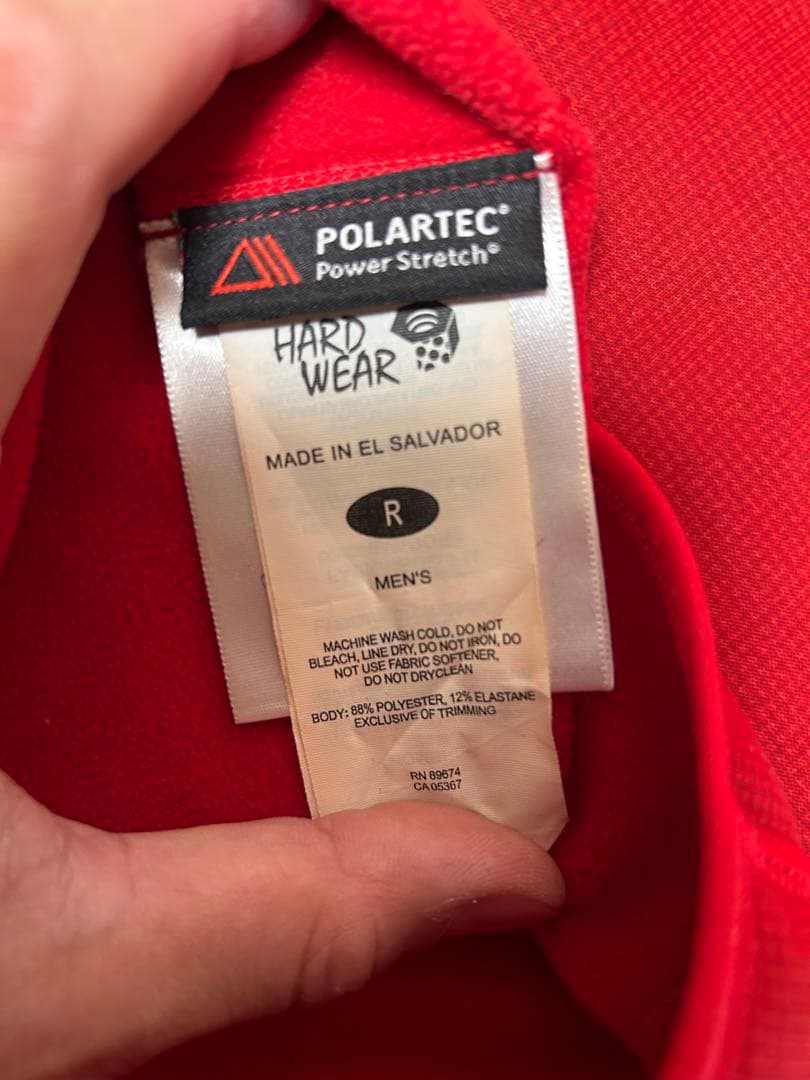 POLARTEC®
Power Stretch®
HARD
WEAR
MADE IN EL SALVADOR
R
MEN'S
MACHINE WASH COLD, DO NOT
BLEACH, LINE DRY, DO NOT IRON, DO
NOT USE FABRIC SOFTENER,
DO NOT DRYCLEAN
BODY: 88% POLYESTER, 12% ELASTANE
EXCLUSIVE OF TRIMMING
RN 89674
CA 05367